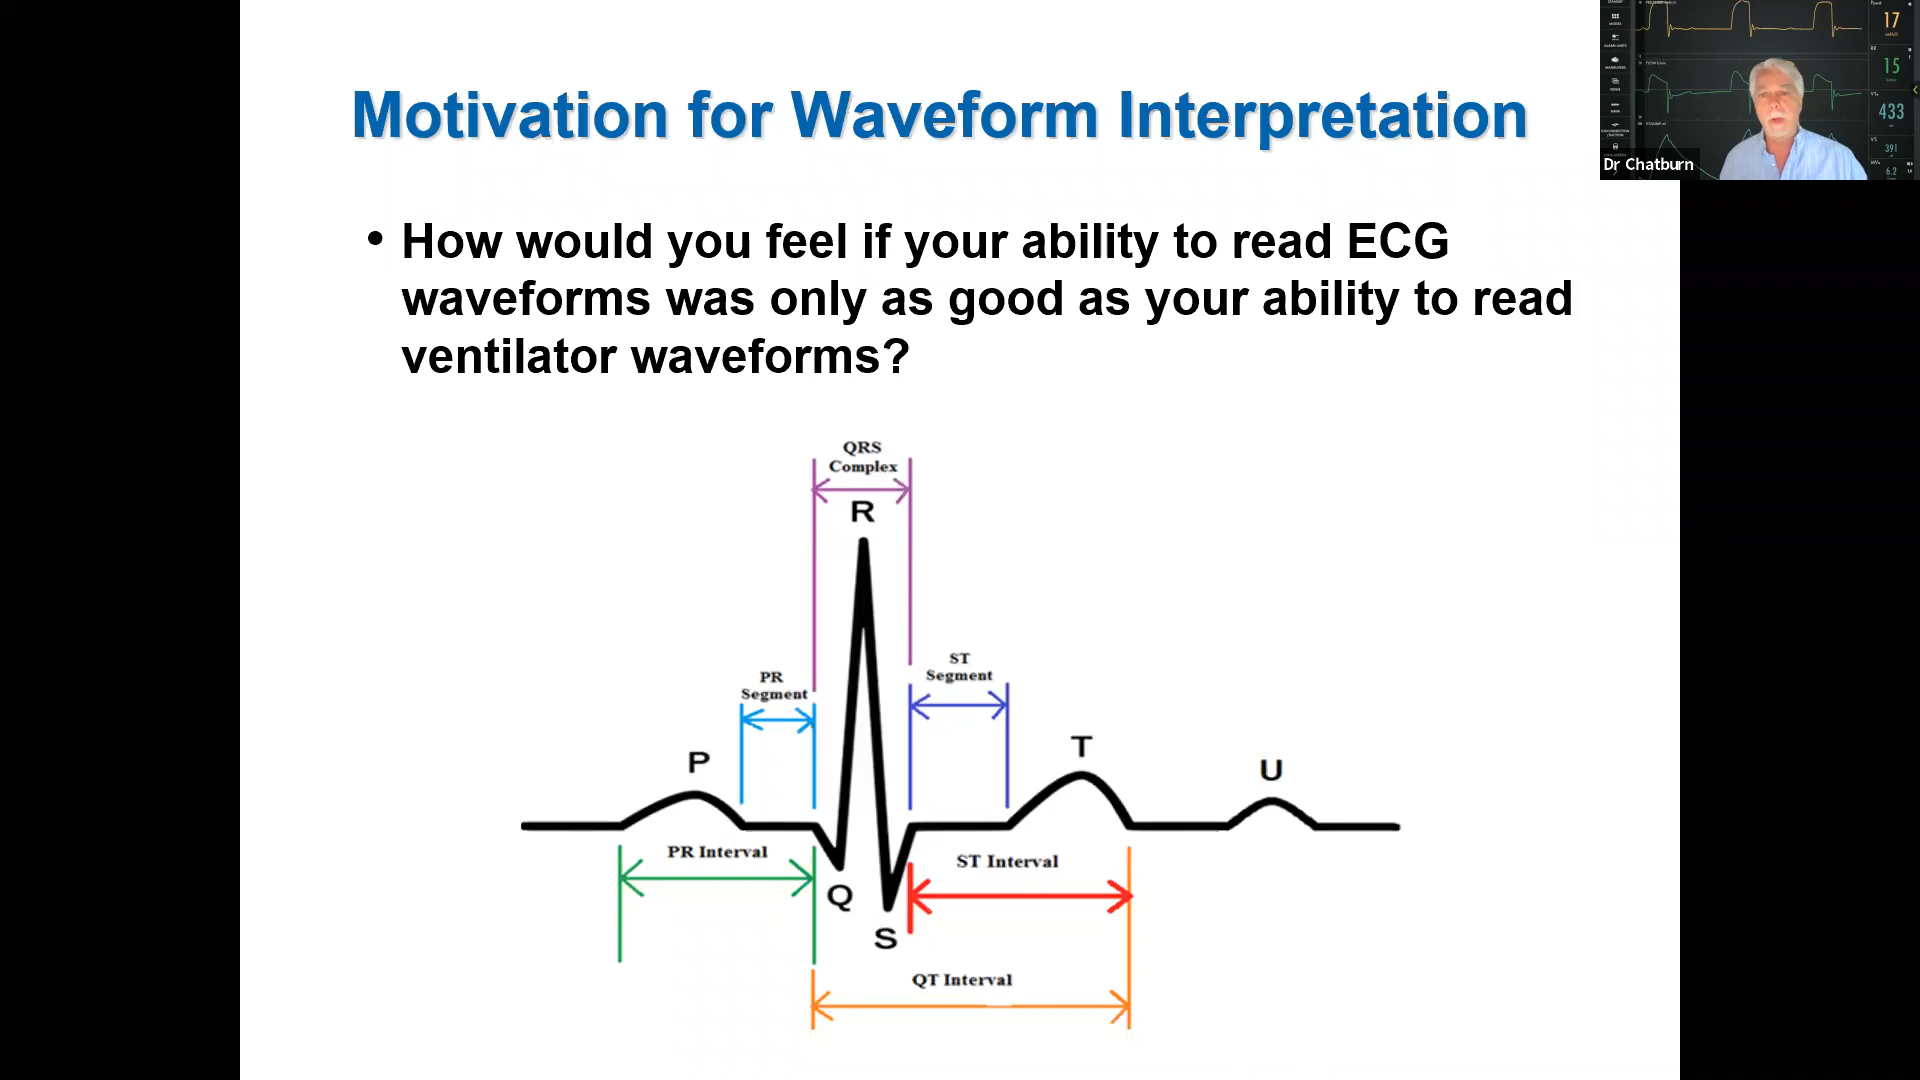 Motivation for Waveform Interpretation
• How would you feel if your ability to read ECG
waveforms was only as good as your ability to read
ventilator waveforms?
QRS
Complex
R
PR
Segment
ST
Segment
P
T
U
PR Interval
ST Interval
Q
S
QT Interval
17
15
433
391
6.2
Dr Chatburn